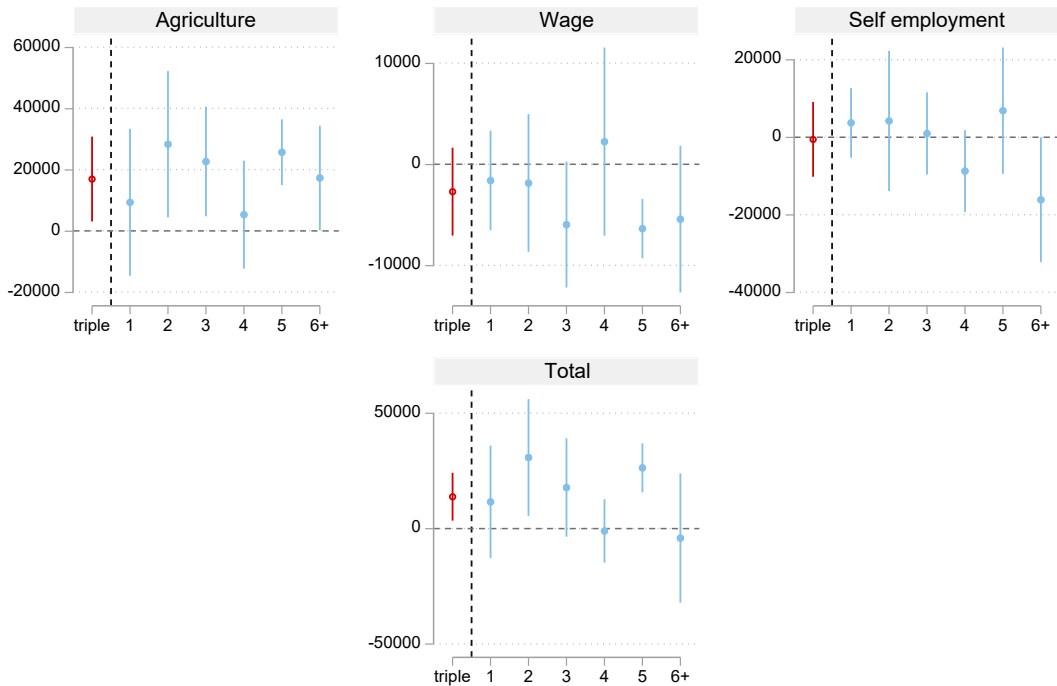 Agriculture
60000
40000
20000
0
-20000
triple 1 2 3 4 5 6+
Wage
10000
0
-10000
triple 1 2 3 4 5 6+
Self employment
20000
0
-20000
-40000
triple 1 2 3 4 5 6+
Total
50000
0
-50000
triple 1 2 3 4 5 6+